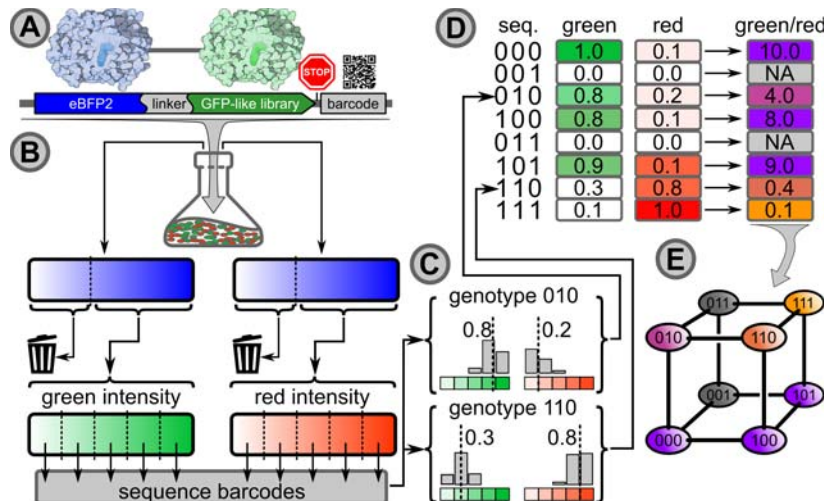 A
STOP
eBFP2 linker GFP-like library barcode
B
green intensity
red intensity
sequence barcodes
C
genotype 010
0.8 0.2
genotype 110
0.3 0.8
D
seq. green red green/red
000 1.0 0.1 10.0
001 0.0 0.0 NA
010 0.8 0.2 4.0
100 0.8 0.1 8.0
011 0.0 0.0 NA
101 0.9 0.1 9.0
110 0.3 0.8 0.4
111 0.1 1.0 0.1
E
011 111
010 110
001 101
000 100